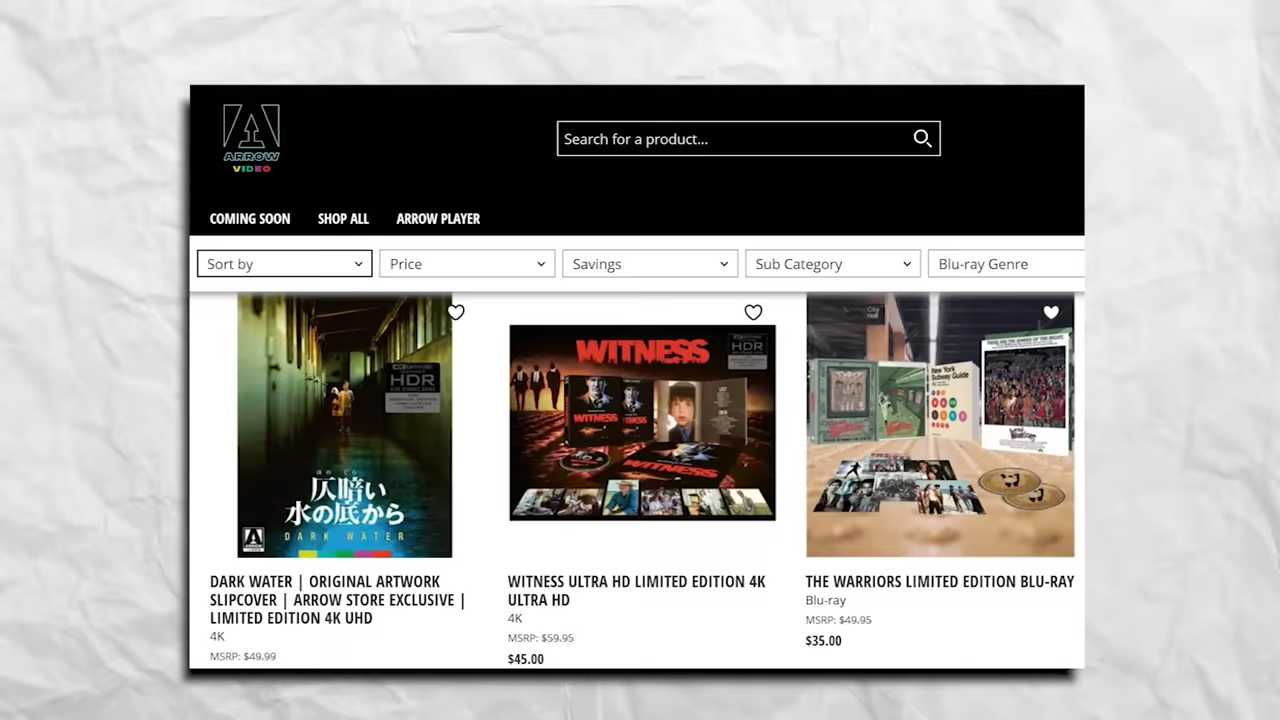 ARROW
VIDEO
Search for a product...
COMING SOON
SHOP ALL
ARROW PLAYER
Sort by
Price
Savings
Sub Category
Blu-ray Genre
HDR
仄暗い
水の底から
DARK WATER
WITNESS
HDR
WITNESS
WITNESS
WITNESS
City
Hall
New York
Subway Guide
DARK WATER | ORIGINAL ARTWORK
SLIPCOVER | ARROW STORE EXCLUSIVE |
LIMITED EDITION 4K UHD
4K
MSRP: $49.99
WITNESS ULTRA HD LIMITED EDITION 4K
ULTRA HD
4K
MSRP: $59.95
$45.00
THE WARRIORS LIMITED EDITION BLU-RAY
Blu-ray
MSRP: $49.95
$35.00